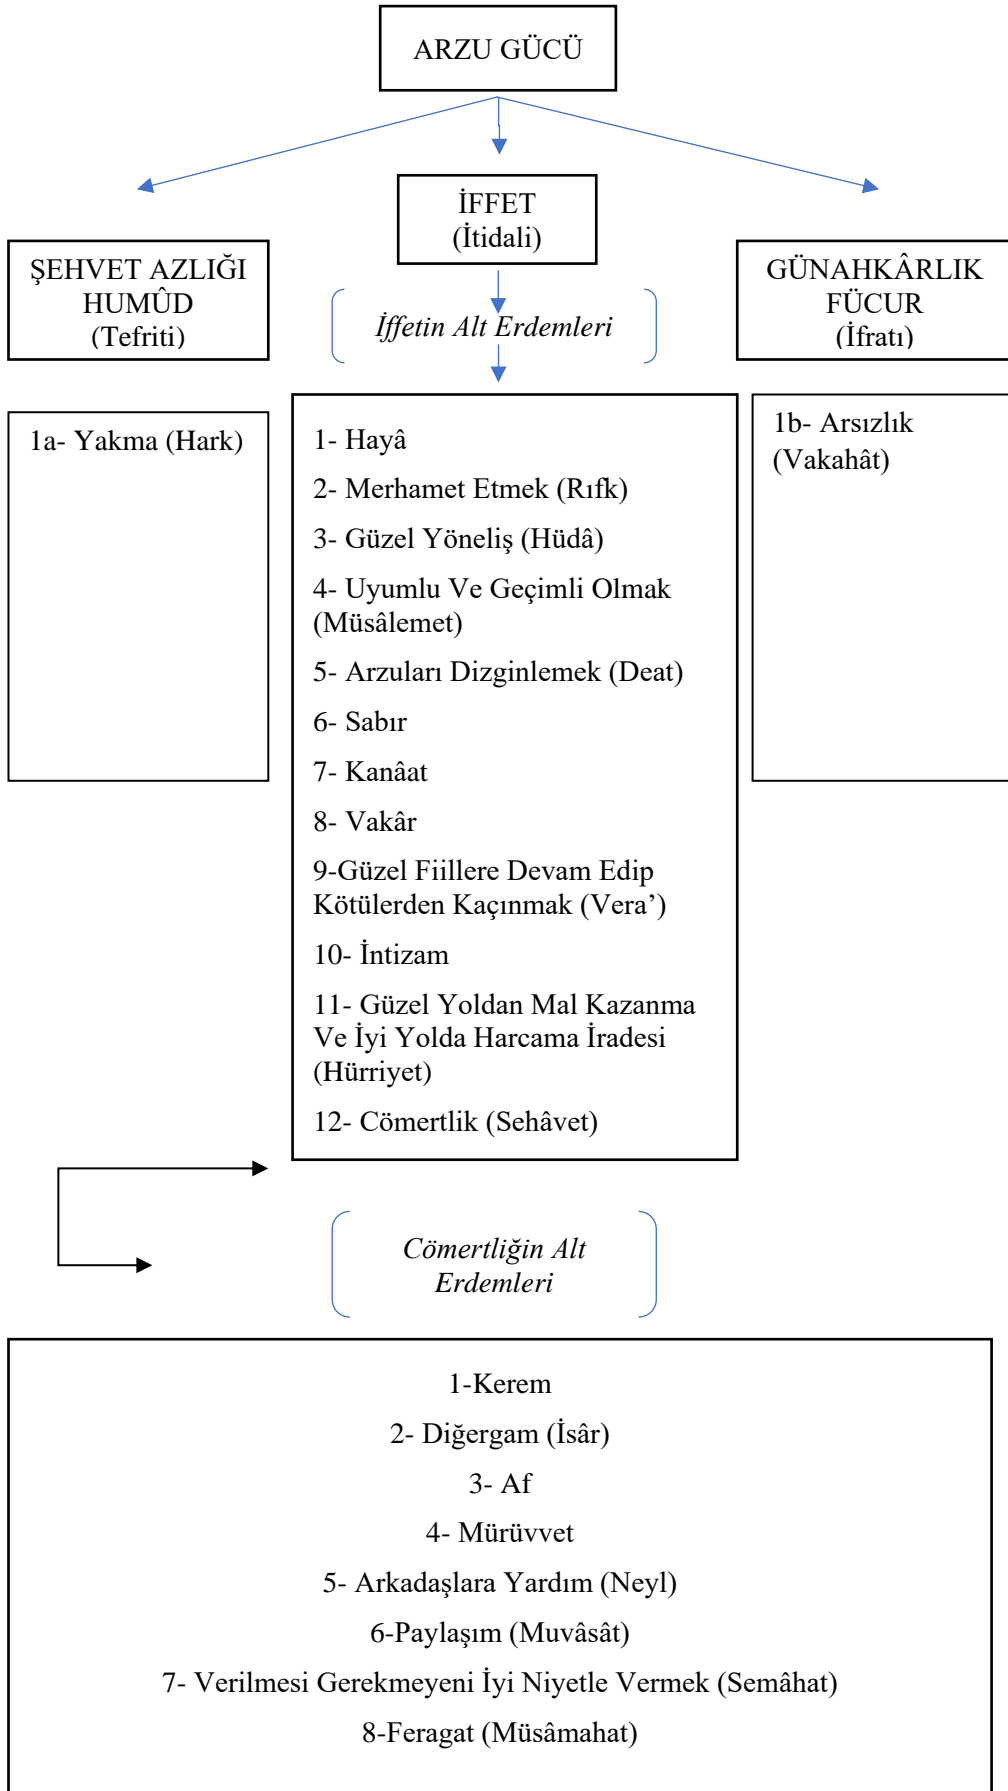 ARZU GÜCÜ
İFFET
(İtidali)
ŞEHVET AZLIĞI
HUMÛD
(Tefriti)
GÜNAHKÂRLIK
FÜCUR
(İfratı)
İffetin Alt Erdemleri
1a- Yakma (Hark)
1- Hayâ
2- Merhamet Etmek (Rıfk)
3- Güzel Yöneliş (Hüdâ)
4- Uyumlu Ve Geçimli Olmak
(Müsâlemet)
5- Arzuları Dizginlemek (Deat)
6- Sabır
7- Kanâat
8- Vakâr
9-Güzel Fiillere Devam Edip
Kötülerden Kaçınmak (Vera’)
10- İntizam
11- Güzel Yoldan Mal Kazanma
Ve İyi Yolda Harcama İradesi
(Hürriyet)
12- Cömertlik (Sehâvet)
1b- Arsızlık
(Vakahât)
Cömertliğin Alt
Erdemleri
1-Kerem
2- Diğergam (İsâr)
3- Af
4- Mürüvvet
5- Arkadaşlara Yardım (Neyl)
6-Paylaşım (Muvâsât)
7- Verilmesi Gerekmeyeni İyi Niyetle Vermek (Semâhat)
8-Feragat (Müsâmahat)